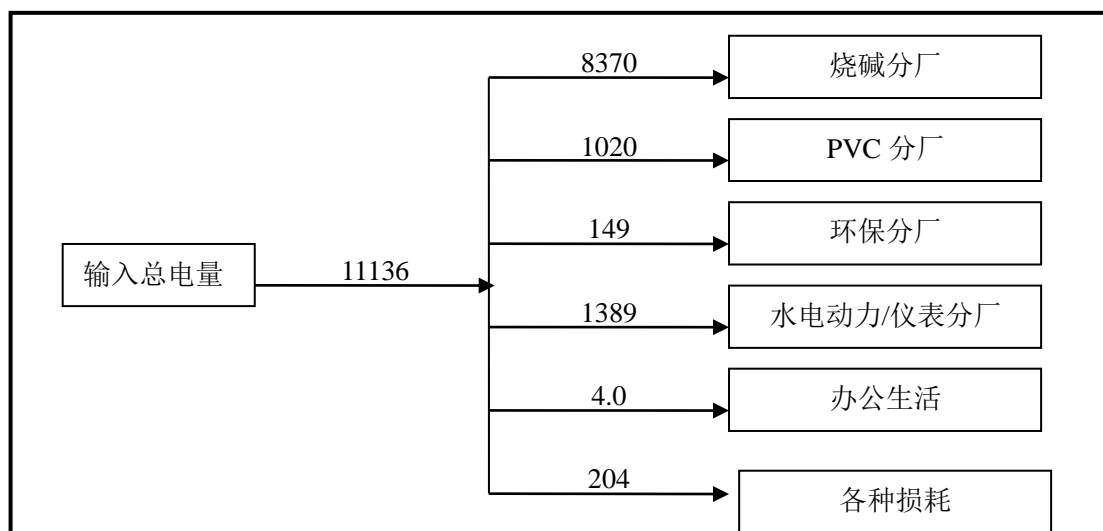 8370
烧碱分厂
1020
PVC 分厂
149
环保分厂
输入总电量
11136
1389
水电动力/仪表分厂
4.0
办公生活
204
各种损耗